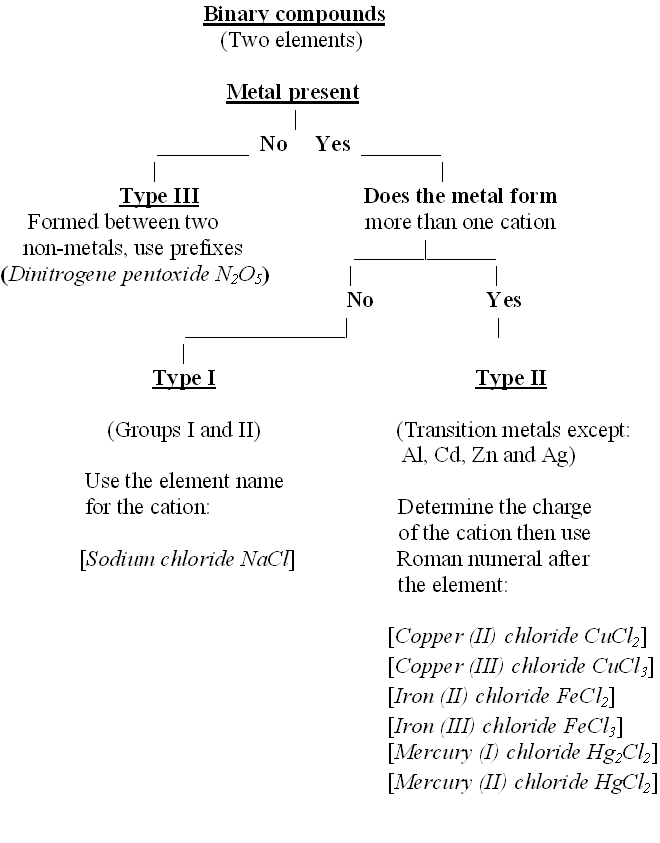 Binary compounds
(Two elements)
Metal present
No Yes
Type III
Formed between two
non-metals, use prefixes
(Dinitrogene pentoxide N₂O₅)
Does the metal form
more than one cation
No Yes
Type I
(Groups I and II)
Use the element name
for the cation:
[Sodium chloride NaCl]
Type II
(Transition metals except:
Al, Cd, Zn and Ag)
Determine the charge
of the cation then use
Roman numeral after
the element:
[Copper (II) chloride CuCl₂]
[Copper (III) chloride CuCl₃]
[Iron (II) chloride FeCl₂]
[Iron (III) chloride FeCl₃]
[Mercury (I) chloride Hg₂Cl₂]
[Mercury (II) chloride HgCl₂]